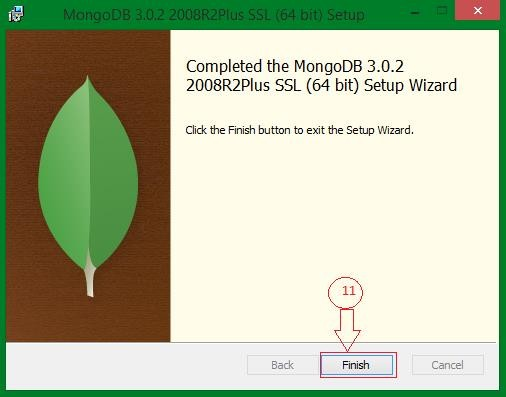 MongoDB 3.0.2 2008R2Plus SSL (64 bit) Setup
Completed the MongoDB 3.0.2
2008R2Plus SSL (64 bit) Setup Wizard
Click the Finish button to exit the Setup Wizard.
11
Back
Finish
Cancel